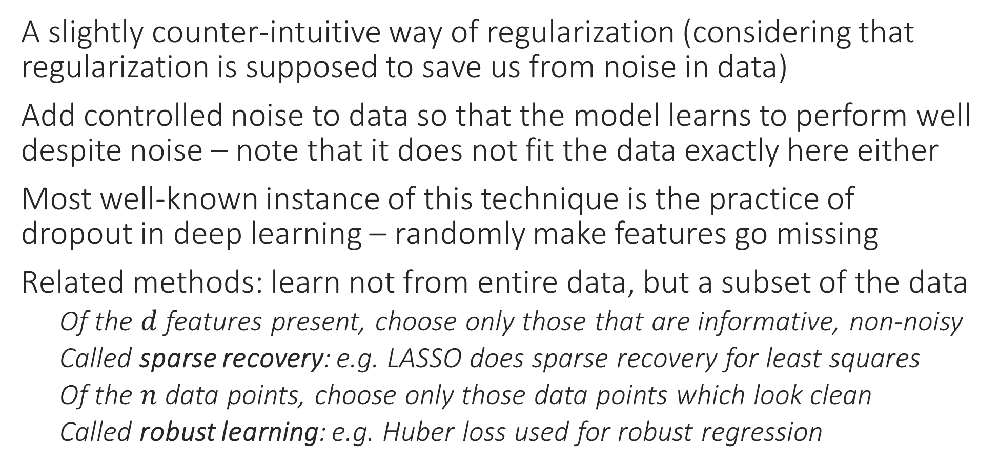 A slightly counter-intuitive way of regularization (considering that
regularization is supposed to save us from noise in data)
Add controlled noise to data so that the model learns to perform well
despite noise – note that it does not fit the data exactly here either
Most well-known instance of this technique is the practice of
dropout in deep learning – randomly make features go missing
Related methods: learn not from entire data, but a subset of the data
Of the d features present, choose only those that are informative, non-noisy
Called sparse recovery: e.g. LASSO does sparse recovery for least squares
Of the n data points, choose only those data points which look clean
Called robust learning: e.g. Huber loss used for robust regression